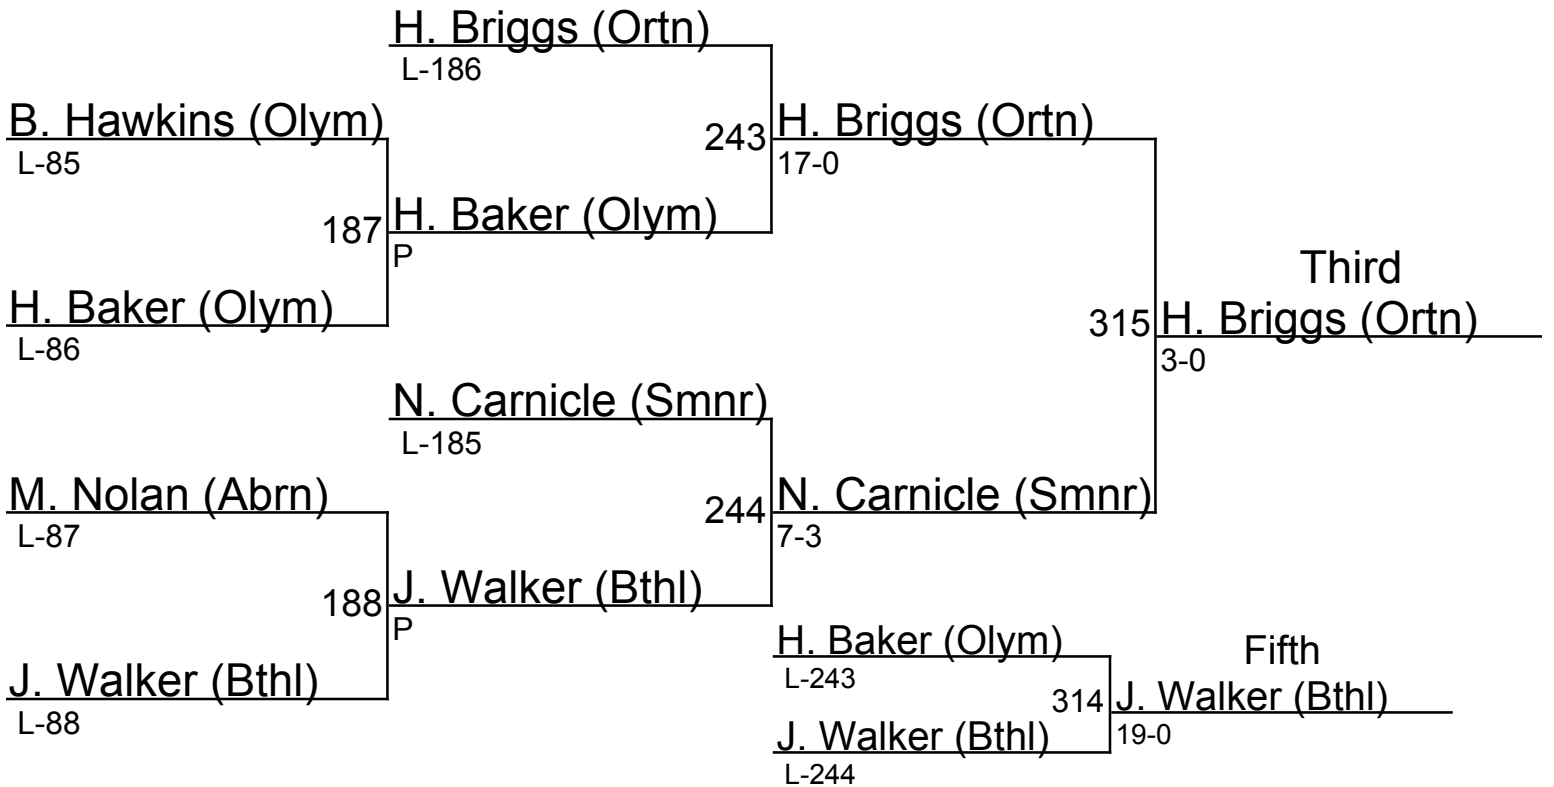 H. Briggs (Ortn)
L-186
B. Hawkins (Olym)
L-85
243 H. Briggs (Ortn)
17-0
187 H. Baker (Olym)
P
H. Baker (Olym)
L-86
Third
315 H. Briggs (Ortn)
3-0
N. Carnicle (Smnr)
L-185
M. Nolan (Abrn)
L-87
244 N. Carnicle (Smnr)
7-3
188 J. Walker (Bthl)
P
J. Walker (Bthl)
L-88
H. Baker (Olym)
L-243
Fifth
314 J. Walker (Bthl)
19-0
J. Walker (Bthl)
L-244